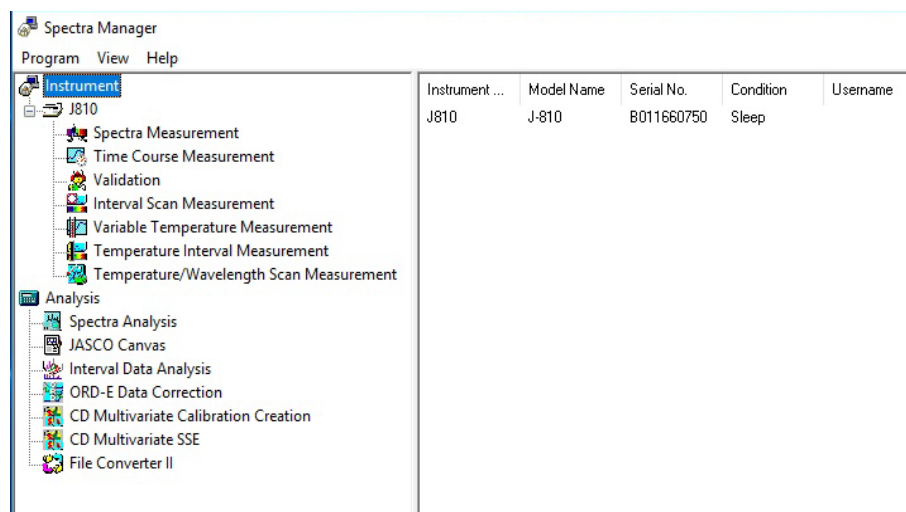 Spectra Manager
Program View Help
Instrument
J810
Spectra Measurement
Time Course Measurement
Validation
Interval Scan Measurement
Variable Temperature Measurement
Temperature Interval Measurement
Temperature/Wavelength Scan Measurement
Analysis
Spectra Analysis
JASCO Canvas
Interval Data Analysis
ORD-E Data Correction
CD Multivariate Calibration Creation
CD Multivariate SSE
File Converter II
Instrument ... Model Name Serial No. Condition Username
J810 J-810 B011660750 Sleep